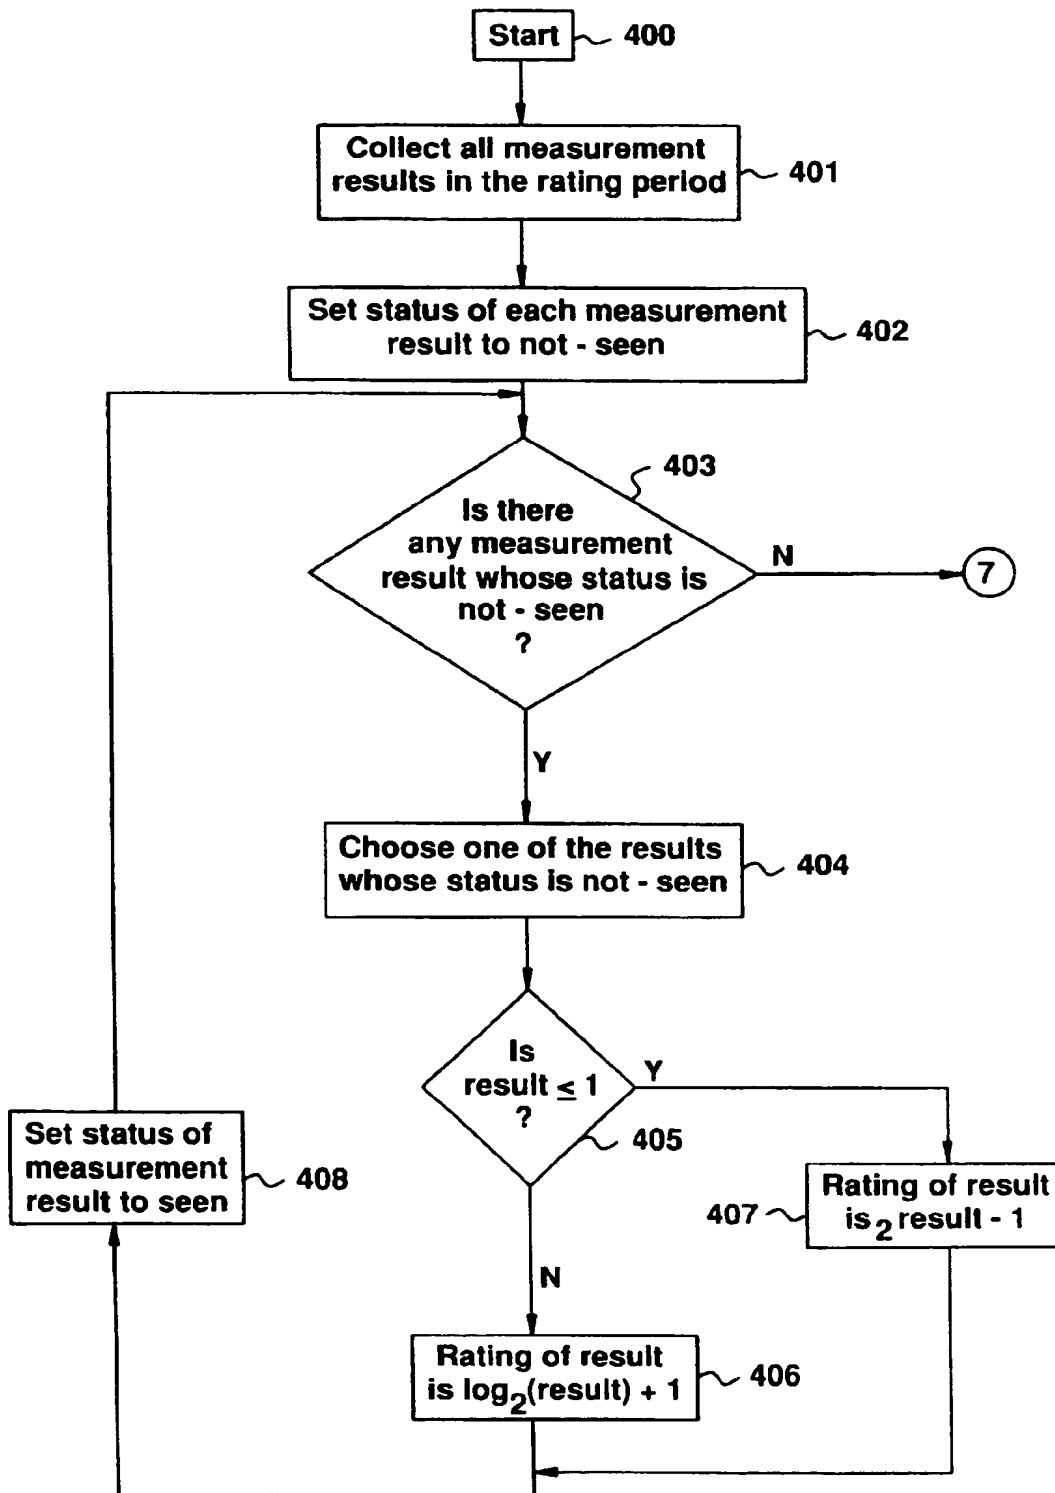 Start
400
Collect all measurement
results in the rating period
401
Set status of each measurement
result to not - seen
402
403
Is there
any measurement
result whose status is
not - seen
?
N
7
Y
Choose one of the results
whose status is not - seen
404
Is
result ≤ 1
?
Y
405
Set status of
measurement
result to seen
408
Rating of result
is 2 result - 1
407
N
Rating of result
is log2(result) + 1
406